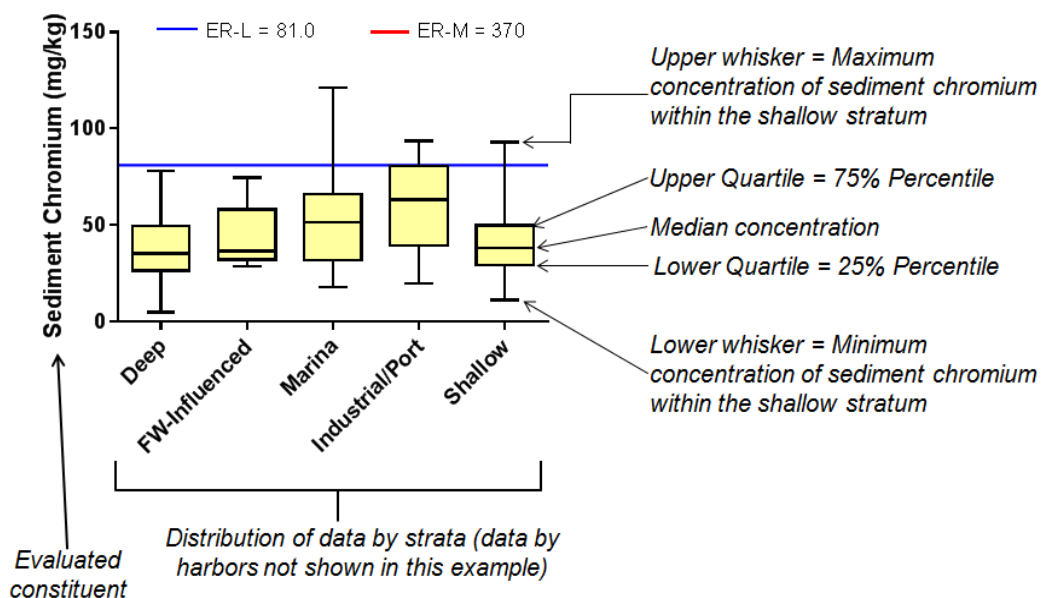 ER-L = 81.0
ER-M = 370
Sediment Chromium (mg/kg)
150
100
50
0
Deep
FW-Influenced
Marina
Industrial/Port
Shallow
Upper whisker = Maximum
concentration of sediment chromium
within the shallow stratum
Upper Quartile = 75% Percentile
Median concentration
Lower Quartile = 25% Percentile
Lower whisker = Minimum
concentration of sediment chromium
within the shallow stratum
Distribution of data by strata (data by
harbors not shown in this example)
Evaluated
constituent